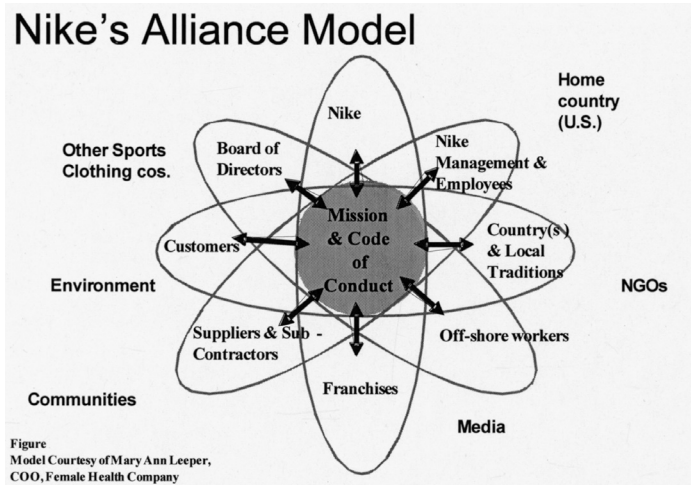 Nike's Alliance Model
Home
country
(U.S.)
Nike
Other Sports
Clothing cos.
Board of
Directors
Nike
Management &
Employees
Mission
& Code
of
Conduct
Customers
Country(s)
& Local
Traditions
Environment
NGOs
Suppliers & Sub -
Contractors
Off-shore workers
Communities
Franchises
Media
Figure
Model Courtesy of Mary Ann Leeper,
COO, Female Health Company